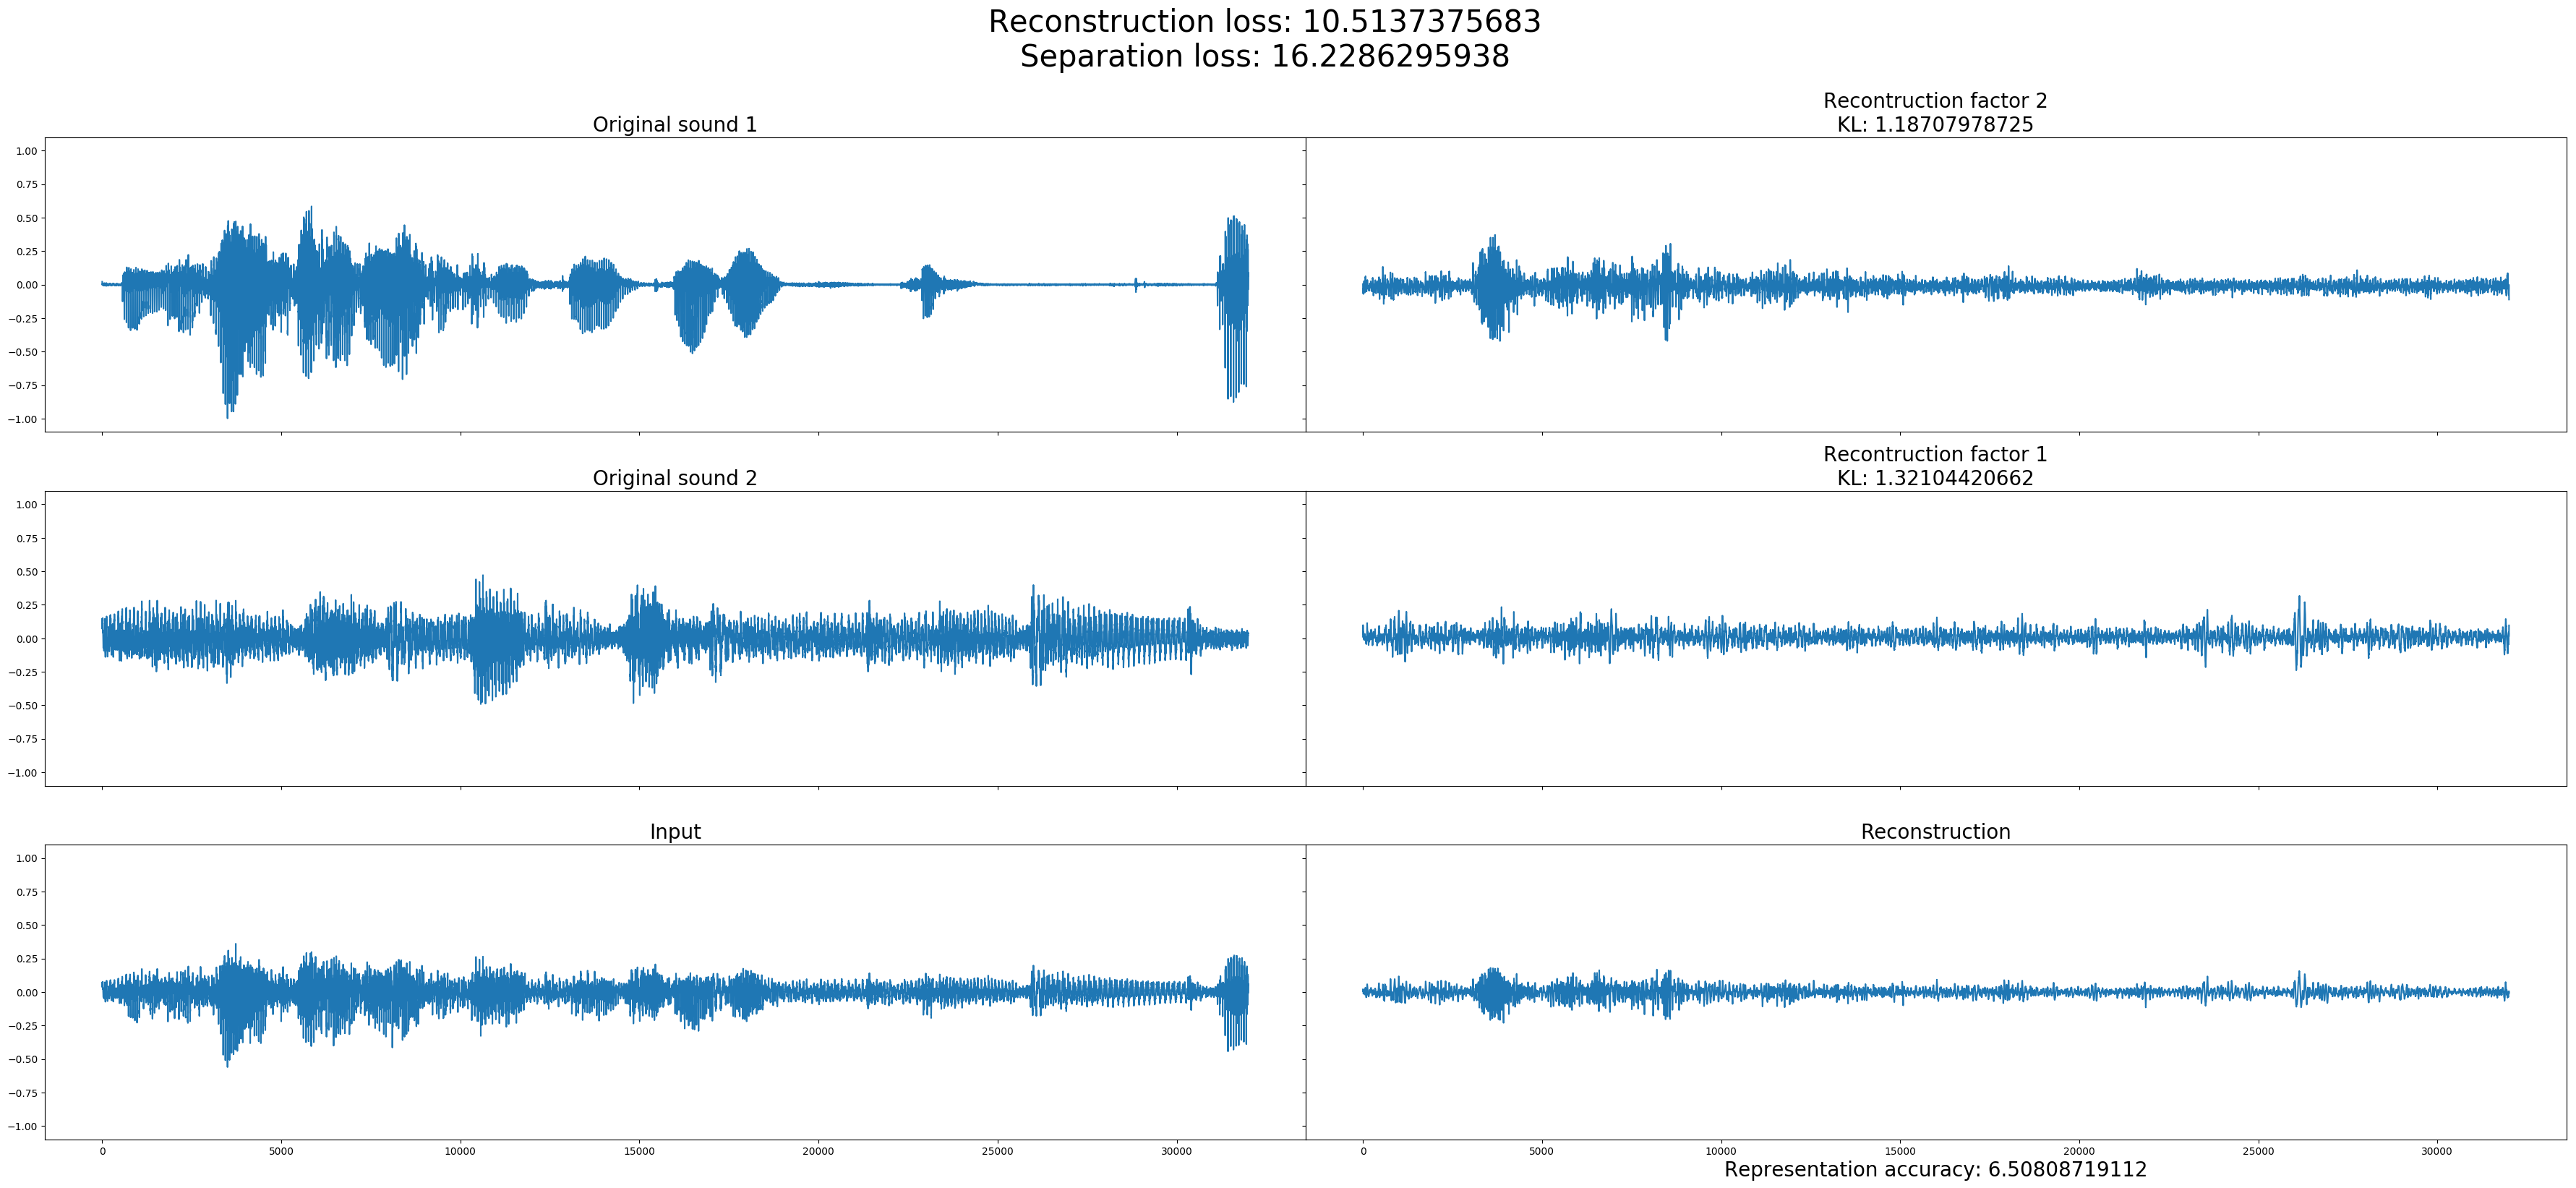 Reconstruction loss: 10.5137375683
Separation loss: 16.2286295938
Original sound 1
Recontruction factor 2
KL: 1.18707978725
1.00
0.75
0.50
0.25
0.00
−0.25
−0.50
−0.75
−1.00
Original sound 2
Recontruction factor 1
KL: 1.32104420662
1.00
0.75
0.50
0.25
0.00
−0.25
−0.50
−0.75
−1.00
Input
Reconstruction
1.00
0.75
0.50
0.25
0.00
−0.25
−0.50
−0.75
−1.00
0 5000 10000 15000 20000 25000 30000
0 5000 10000 15000 20000 25000 30000
Representation accuracy: 6.50808719112